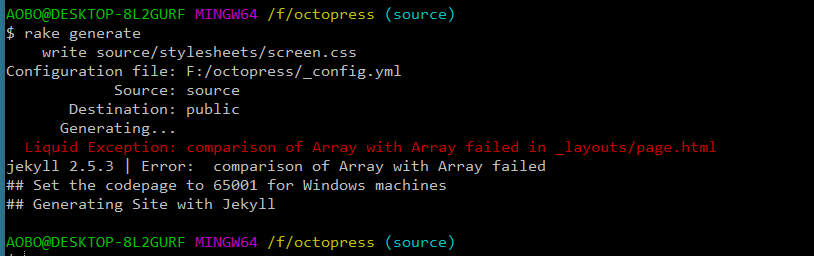 AOBO@DESKTOP-8L2GURF MINGW64 /f/octopress (source)
$ rake generate
    write source/stylesheets/screen.css
Configuration file: F:/octopress/_config.yml
            Source: source
       Destination: public
      Generating...
  Liquid Exception: comparison of Array with Array failed in _layouts/page.html
jekyll 2.5.3 | Error:  comparison of Array with Array failed
## Set the codepage to 65001 for Windows machines
## Generating Site with Jekyll
AOBO@DESKTOP-8L2GURF MINGW64 /f/octopress (source)